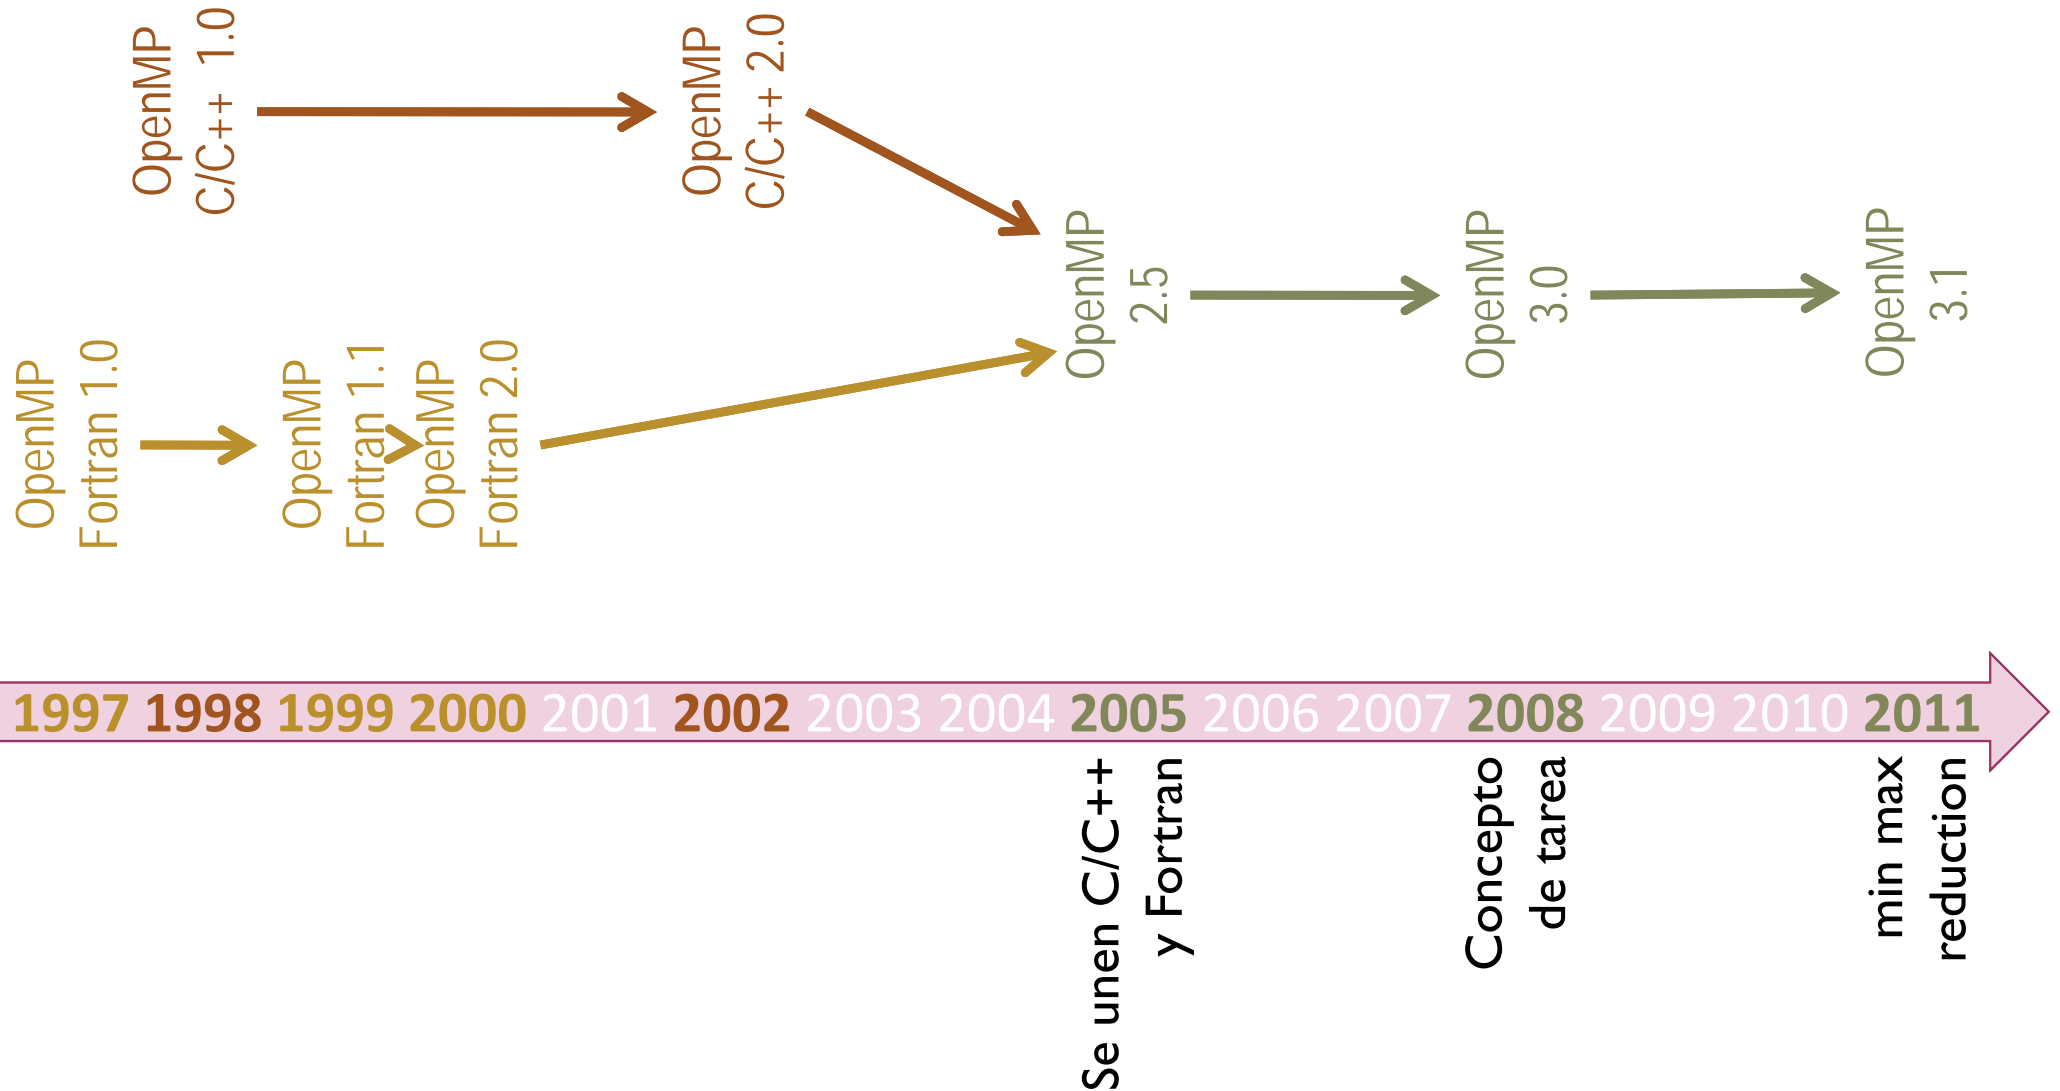 OpenMP
C/C++ 1.0
OpenMP
C/C++ 2.0
OpenMP
Fortran 1.0
OpenMP
Fortran 1.1
OpenMP
Fortran 2.0
OpenMP
2.5
OpenMP
3.0
OpenMP
3.1
1997 1998 1999 2000 2001 2002 2003 2004 2005 2006 2007 2008 2009 2010 2011
Se unen C/C++
y Fortran
Concepto
de tarea
min max
reduction